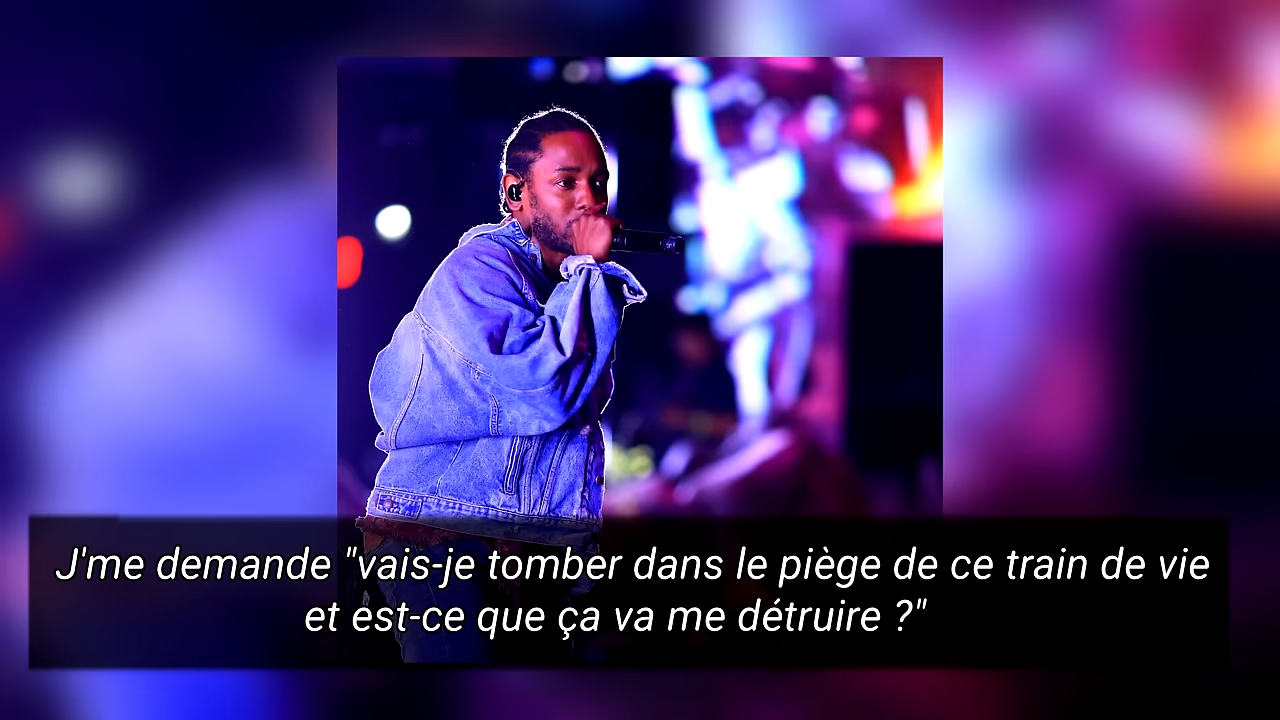 J'me demande "vais-je tomber dans le piège de ce train de vie
et est-ce que ça va me détruire ?"